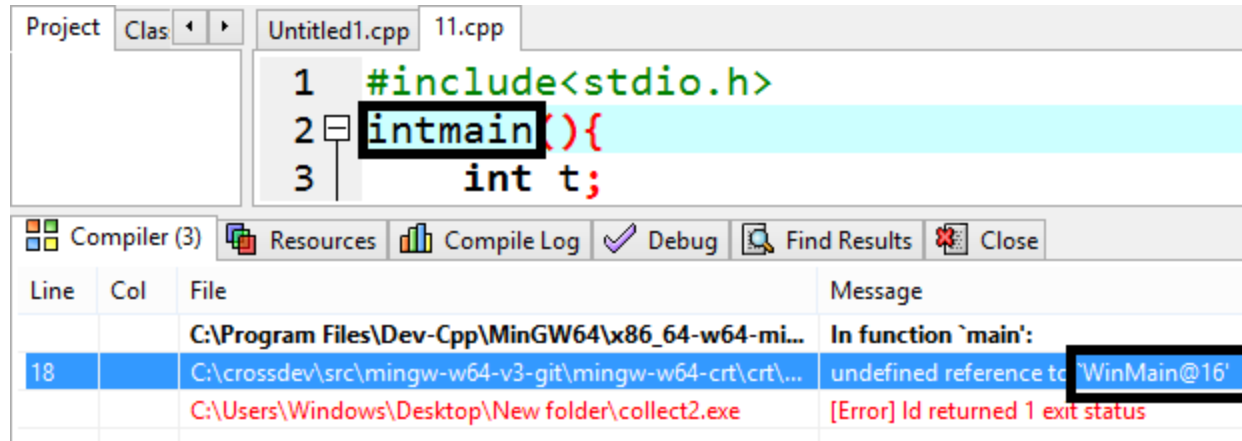 Project Clas Untitled1.cpp 11.cpp
1 #include<stdio.h>
2 intmain(){
3 int t;
Compiler (3) Resources Compile Log Debug Find Results Close
Line Col File Message
C:\Program Files\Dev-Cpp\MinGW64\x86_64-w64-mi... In function `main':
18 C:\crossdev\src\mingw-w64-v3-git\mingw-w64-crt\crt\... undefined reference to `WinMain@16'
C:\Users\Windows\Desktop\New folder\collect2.exe [Error] ld returned 1 exit status